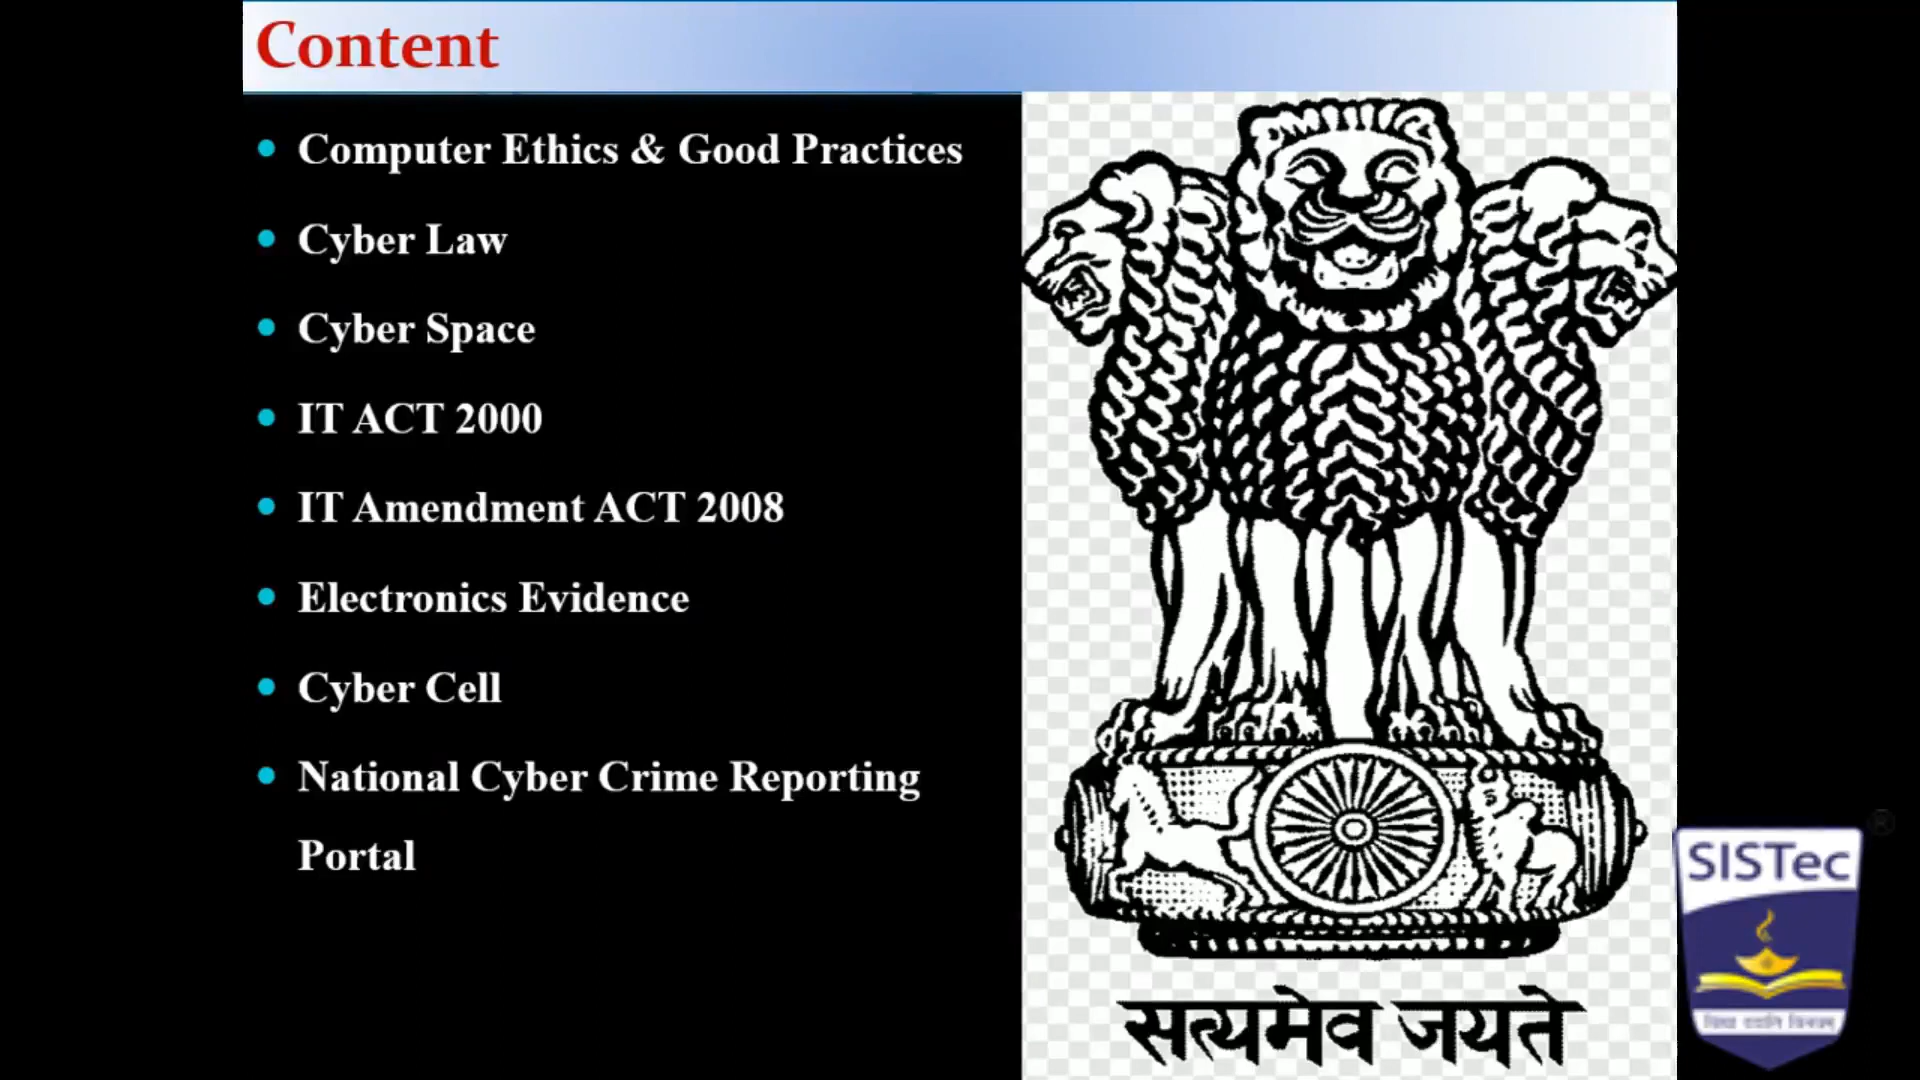 Content
Computer Ethics & Good Practices
Cyber Law
Cyber Space
IT ACT 2000
IT Amendment ACT 2008
Electronics Evidence
Cyber Cell
National Cyber Crime Reporting
Portal
सत्यमेव जयते
®
SISTec